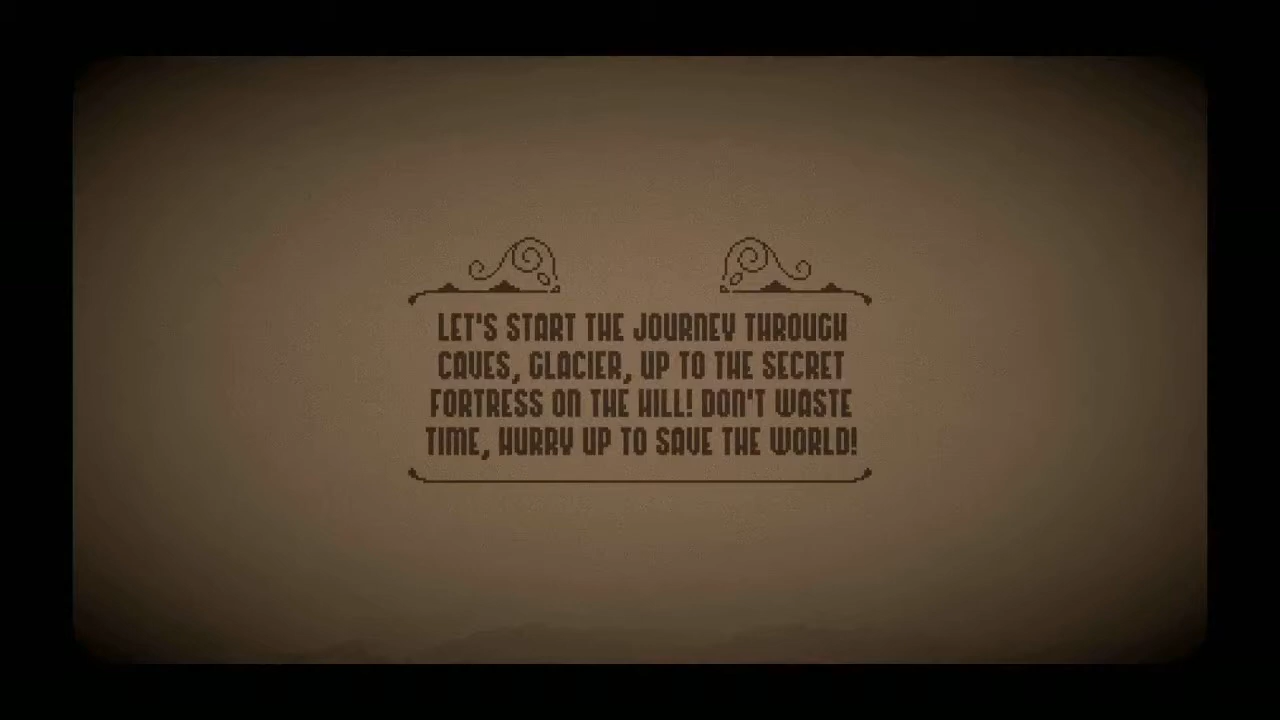 LET'S START THE JOURNEY THROUGH
CAVES, GLACIER, UP TO THE SECRET
FORTRESS ON THE HILL! DON'T WASTE
TIME, HURRY UP TO SAVE THE WORLD!